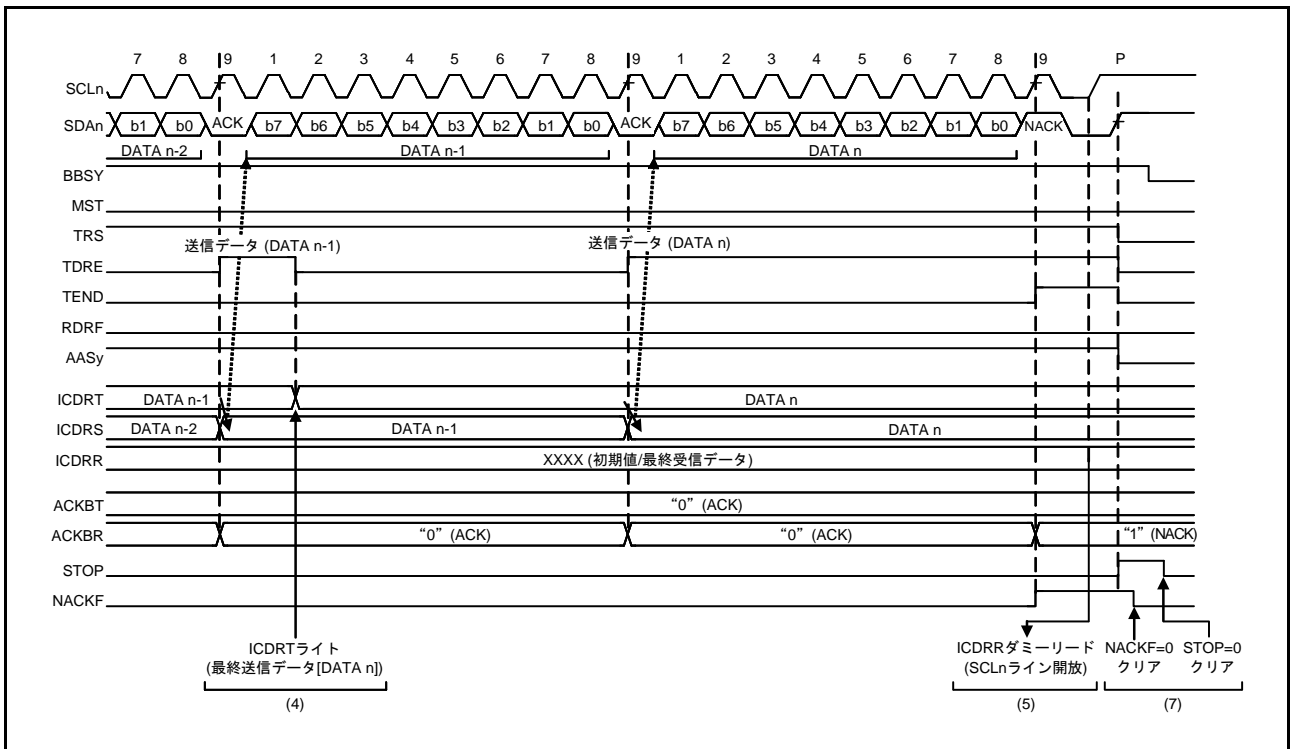 7 8 9 1 2 3 4 5 6 7 8 9 1 2 3 4 5 6 7 8 9 P
SCLn
SDAn b1 b0 ACK b7 b6 b5 b4 b3 b2 b1 b0 ACK b7 b6 b5 b4 b3 b2 b1 b0 NACK
DATA n-2 DATA n-1 DATA n
BBSY
MST
TRS
送信データ (DATA n-1) 送信データ (DATA n)
TDRE
TEND
RDRF
AASy
ICDRT DATA n-1 DATA n
ICDRS DATA n-2 DATA n-1 DATA n
ICDRR XXXX (初期値/最終受信データ)
ACKBT “0” (ACK)
ACKBR “0” (ACK) “0” (ACK) “1” (NACK)
STOP
NACKF
ICDRTライト ICDRRダミーリード NACKF=0 STOP=0
(最終送信データ[DATA n]) (SCLnライン開放) クリア クリア
(4) (5) (7)